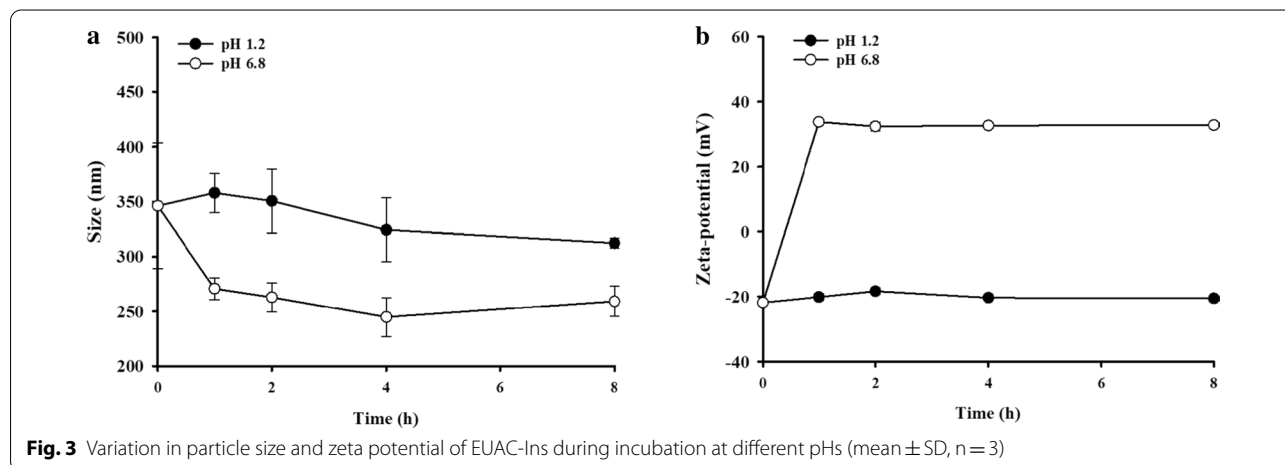 a
500
450
400
350
300
250
200
Size (nm)
pH 1.2
pH 6.8
0
2
4
6
8
Time (h)
b
60
40
20
0
-20
-40
Zeta-potential (mV)
pH 1.2
pH 6.8
0
2
4
6
8
Time (h)
Fig. 3 Variation in particle size and zeta potential of EUAC-Ins during incubation at different pHs (mean ± SD, n = 3)